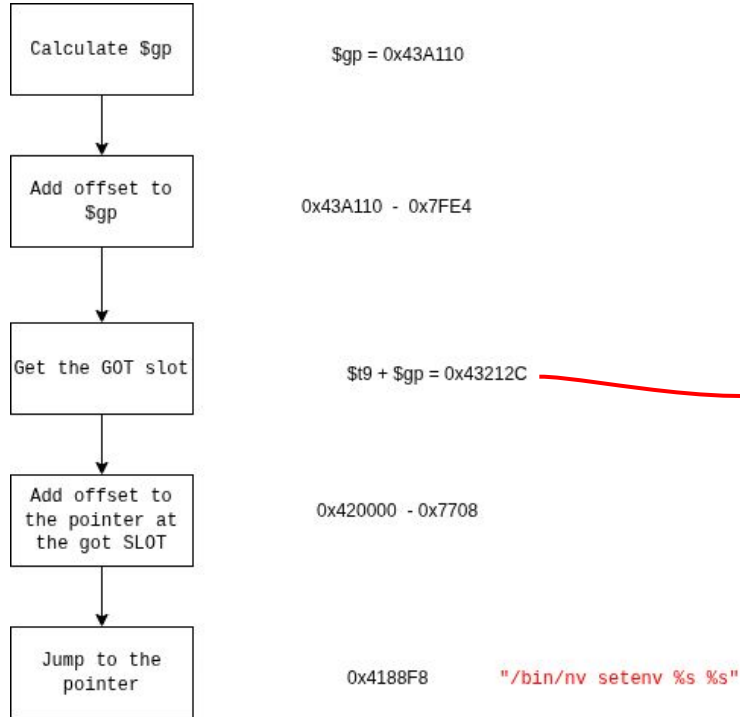 Calculate $gp
$gp = 0x43A110
Add offset to
$gp
0x43A110 - 0x7FE4
Get the GOT slot
$t9 + $gp = 0x43212C
Add offset to
the pointer at
the got SLOT
0x420000 - 0x7708
Jump to the
pointer
0x4188F8
"/bin/nv setenv %s %s"